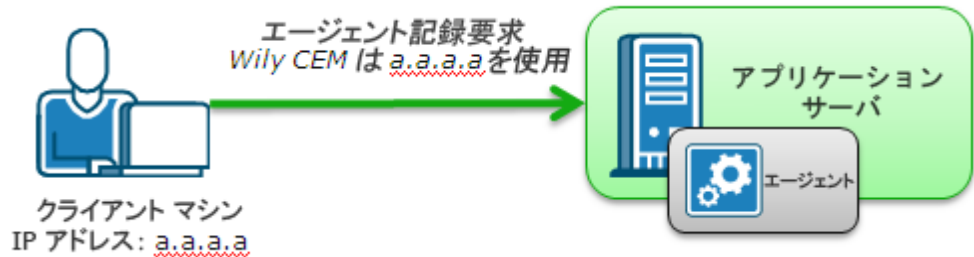 エージェント記録要求
Wily CEM は a.a.a.a を使用
アプリケーション
サーバ
エージェント
クライアント マシン
IP アドレス: a.a.a.a